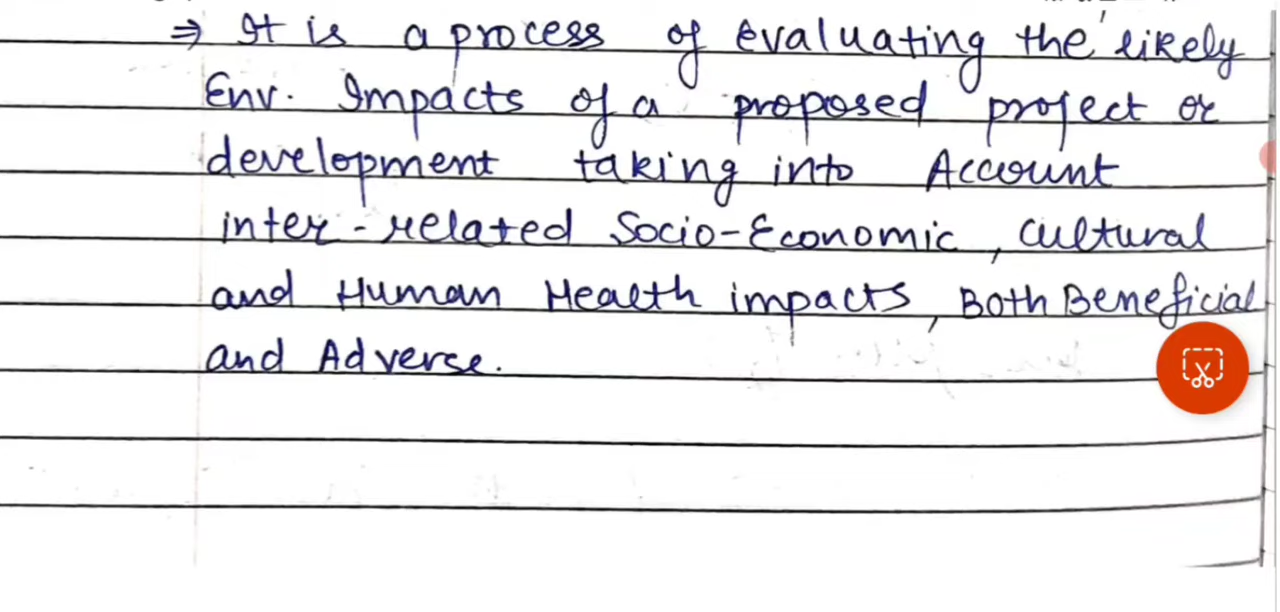 ⇒ It is a process of evaluating the likely
Env. Impacts of a proposed project or
development taking into Account
inter-related Socio-Economic, cultural
and Human Health impacts, Both Beneficial
and Adverse.